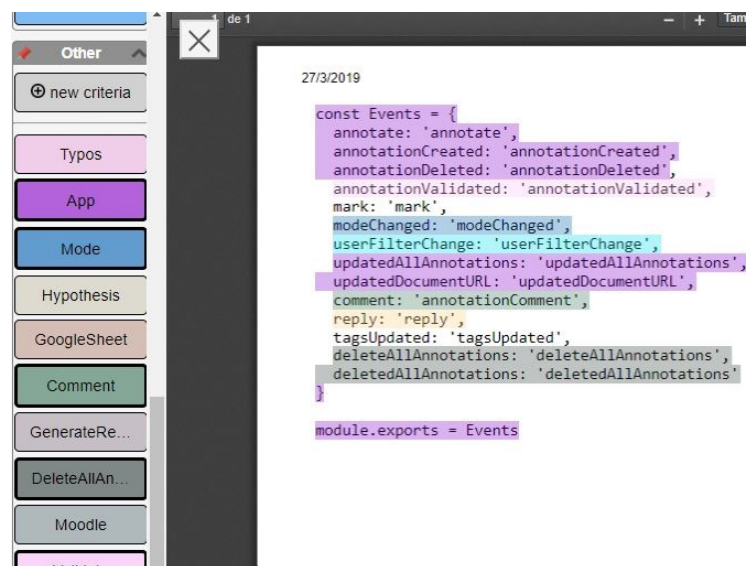 Other
⊕ new criteria
Typos
App
Mode
Hypothesis
GoogleSheet
Comment
GenerateRe...
DeleteAllAn...
Moodle
de 1
− + Tam
27/3/2019
const Events = {
annotate: 'annotate',
annotationCreated: 'annotationCreated',
annotationDeleted: 'annotationDeleted',
annotationValidated: 'annotationValidated',
mark: 'mark',
modeChanged: 'modeChanged',
userFilterChange: 'userFilterChange',
updatedAllAnnotations: 'updatedAllAnnotations',
updatedDocumentURL: 'updatedDocumentURL',
comment: 'annotationComment',
reply: 'reply',
tagsUpdated: 'tagsUpdated',
deleteAllAnnotations: 'deleteAllAnnotations',
deletedAllAnnotations: 'deletedAllAnnotations'
}
module.exports = Events